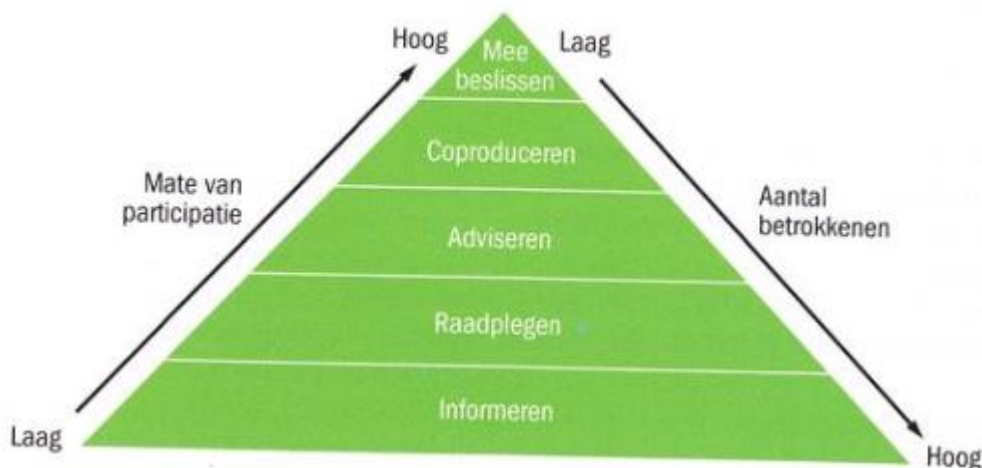 Hoog
Laag
Mee
beslissen
Coproduceren
Mate van
participatie
Aantal
betrokkenen
Adviseren
Raadplegen
Informeren
Laag
Hoog